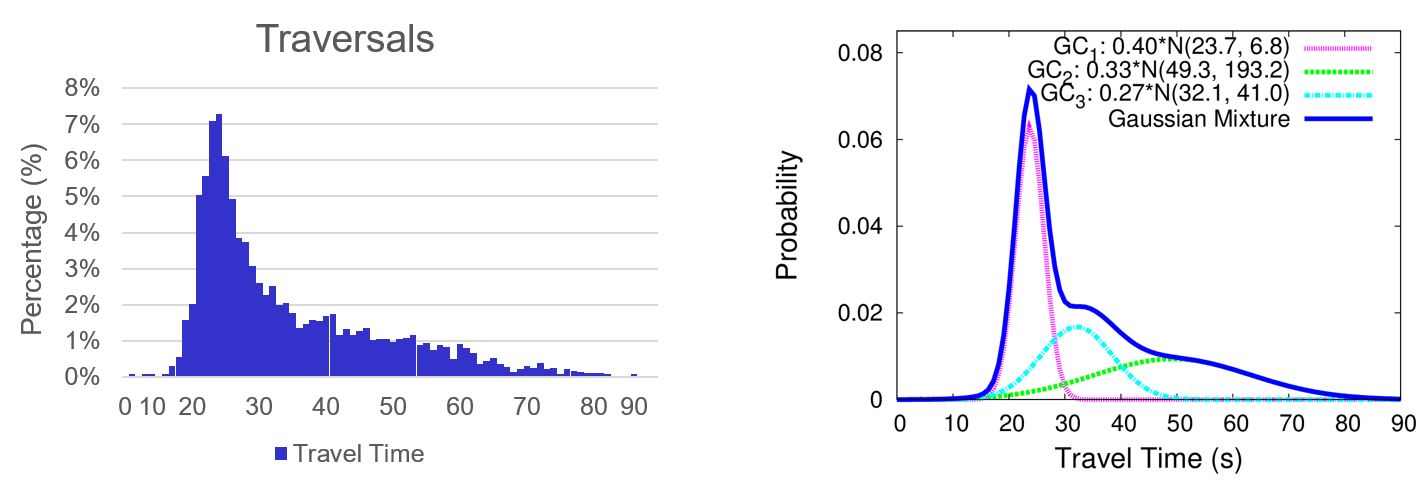 Traversals
8%
7%
6%
5%
4%
3%
2%
1%
0%
Percentage (%)
0 10 20 30 40 50 60 70 80 90
Travel Time
0.08
0.06
0.04
0.02
0
Probability
GC1: 0.40*N(23.7, 6.8)
GC2: 0.33*N(49.3, 193.2)
GC3: 0.27*N(32.1, 41.0)
Gaussian Mixture
0 10 20 30 40 50 60 70 80 90
Travel Time (s)